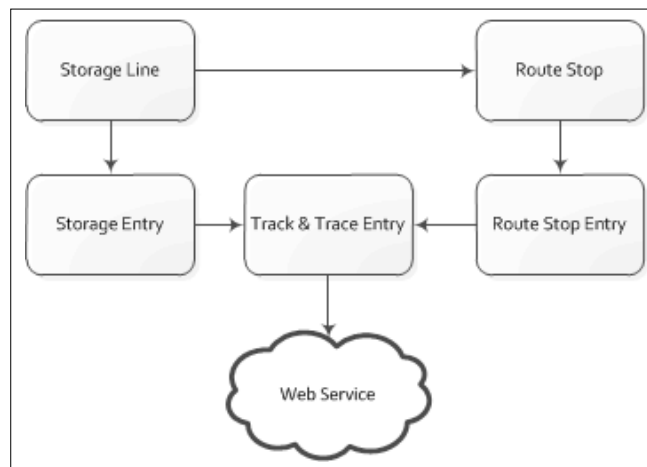 Storage Line
Route Stop
Storage Entry
Track & Trace Entry
Route Stop Entry
Web Service